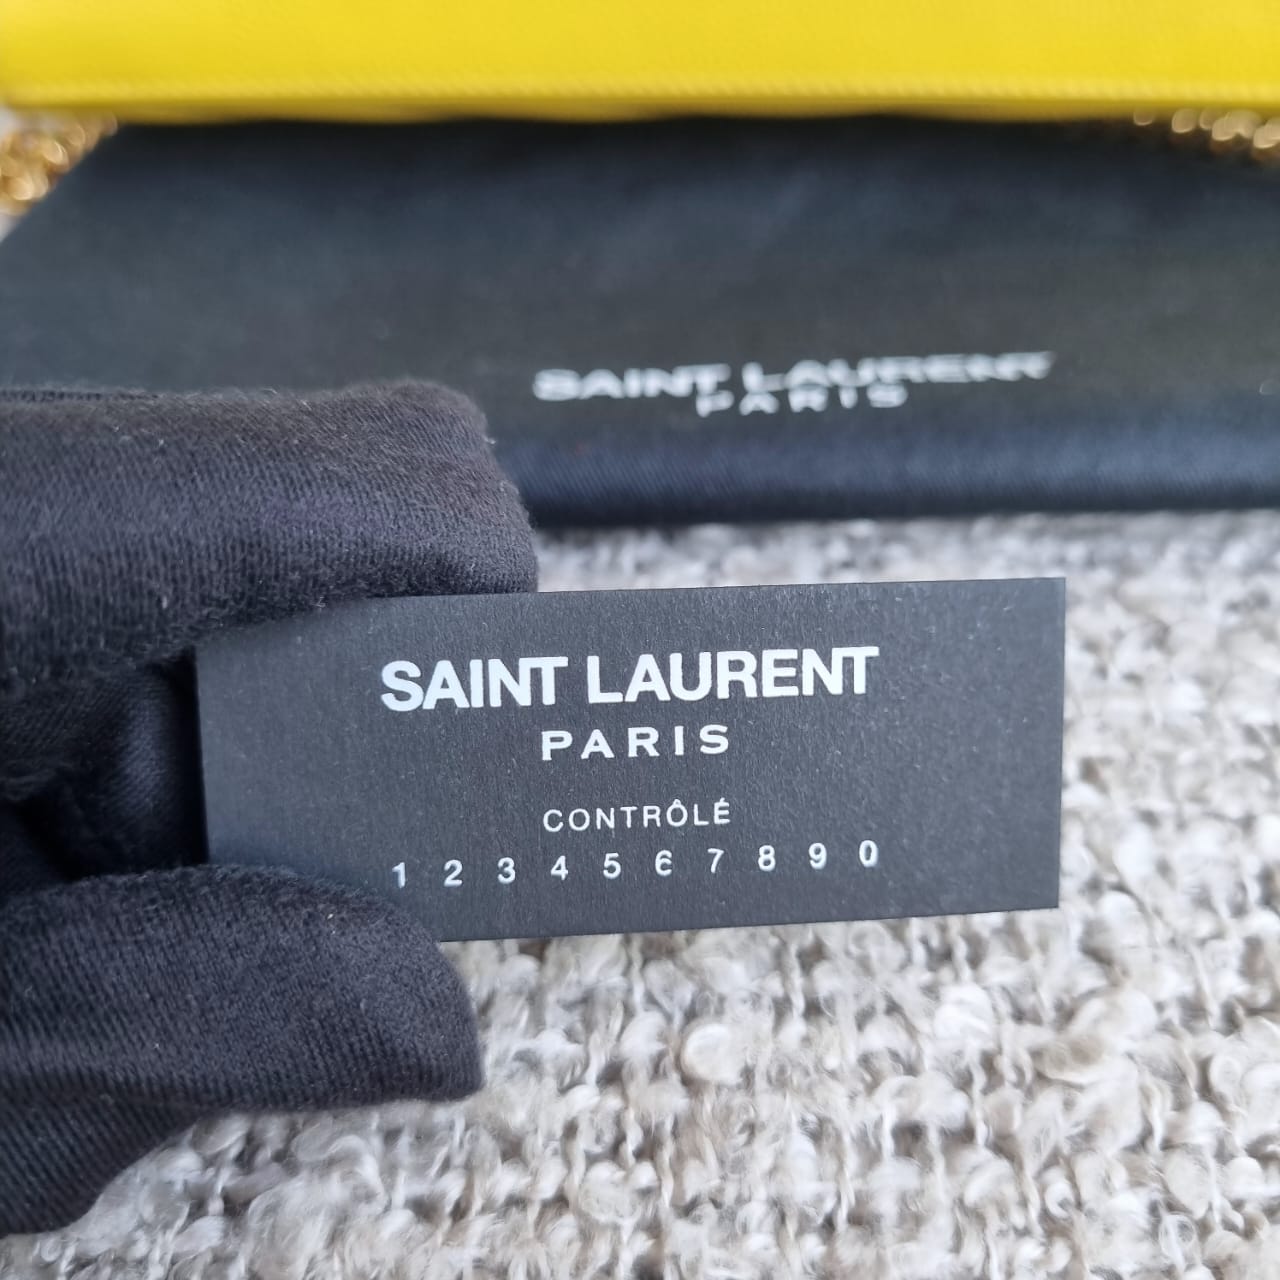 SAINT LAURENT
PARIS
SAINT LAURENT
PARIS
CONTRÔLÉ
1 2 3 4 5 6 7 8 9 0